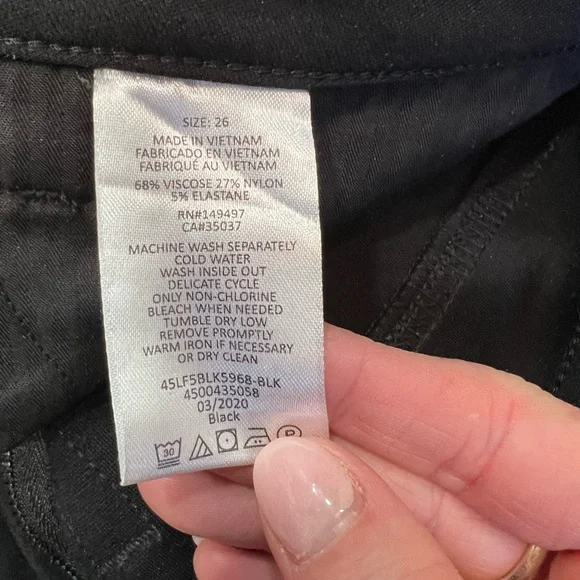 SIZE: 26
MADE IN VIETNAM
FABRICADO EN VIETNAM
FABRIQUÉ AU VIETNAM
68% VISCOSE 27% NYLON
5% ELASTANE
RN#149497
CA#35037
MACHINE WASH SEPARATELY
COLD WATER
WASH INSIDE OUT
DELICATE CYCLE
ONLY NON-CHLORINE
BLEACH WHEN NEEDED
TUMBLE DRY LOW
REMOVE PROMPTLY
WARM IRON IF NECESSARY
OR DRY CLEAN
45LF5BLK5968-BLK
4500435058
03/2020
Black
30 P